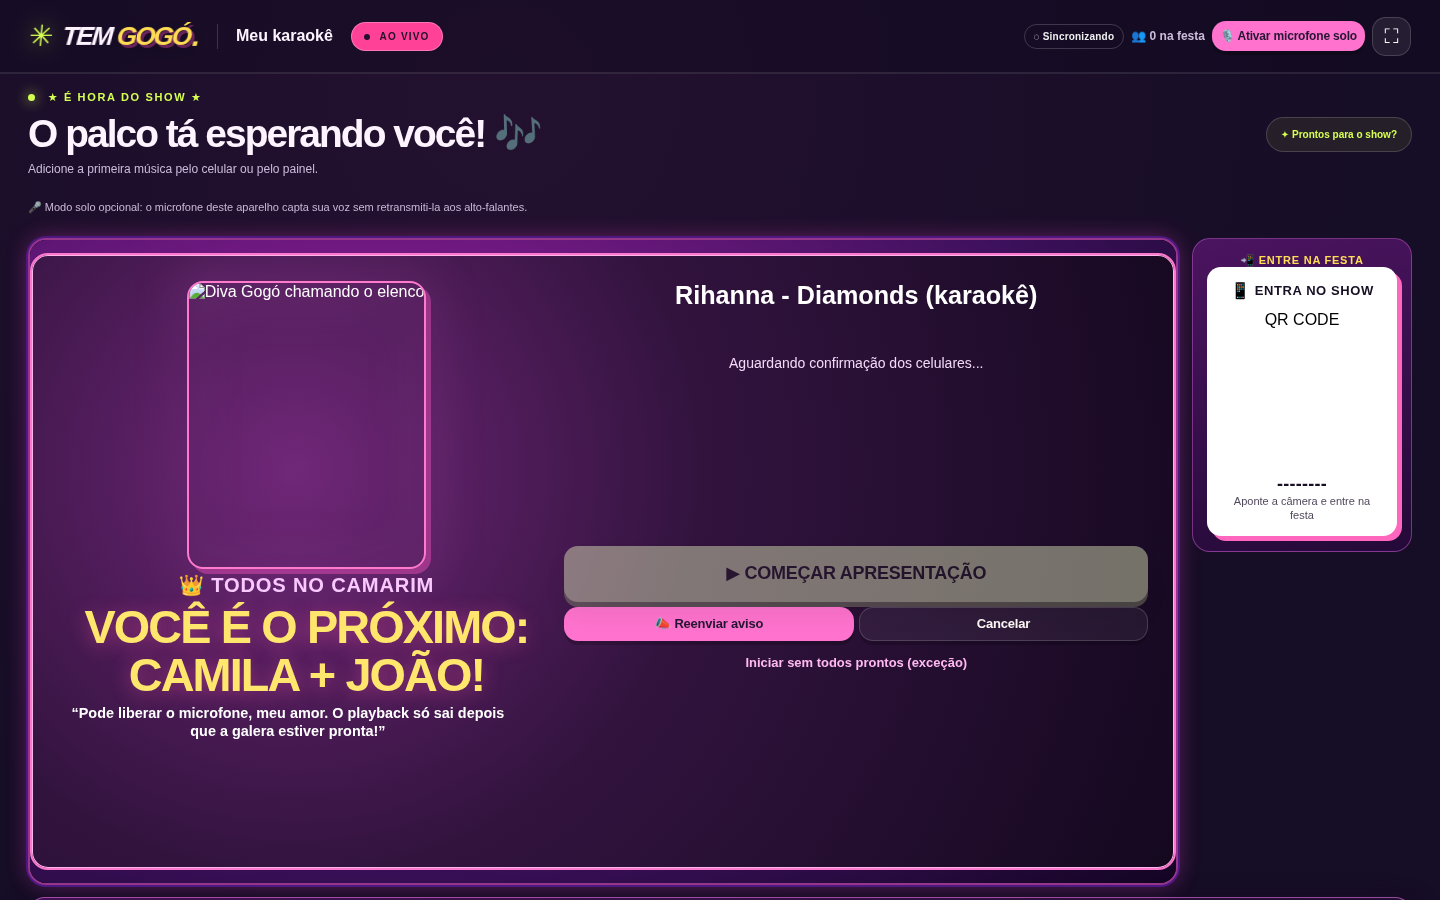 TEM GOGÓ.
Meu karaokê
AO VIVO
Sincronizando
0 na festa
Ativar microfone solo
★ É HORA DO SHOW ★
O palco tá esperando você!
Adicione a primeira música pelo celular ou pelo painel.
✦ Prontos para o show?
Modo solo opcional: o microfone deste aparelho capta sua voz sem retransmiti-la aos alto-falantes.
Diva Gogó chamando o elenco
TODOS NO CAMARIM
VOCÊ É O PRÓXIMO:
CAMILA + JOÃO!
“Pode liberar o microfone, meu amor. O playback só sai depois
que a galera estiver pronta!”
Rihanna - Diamonds (karaokê)
Aguardando confirmação dos celulares...
▶ COMEÇAR APRESENTAÇÃO
Reenviar aviso
Cancelar
Iniciar sem todos prontos (exceção)
ENTRE NA FESTA
ENTRA NO SHOW
QR CODE
--------
Aponte a câmera e entre na
festa